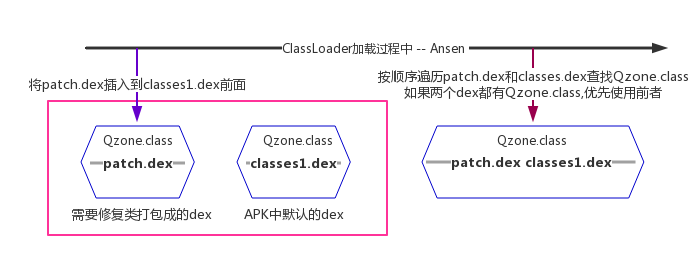 ClassLoader加载过程中 -- Ansen
将patch.dex插入到classes1.dex前面
按顺序遍历patch.dex和classes.dex查找Qzone.class
如果两个dex都有Qzone.class,优先使用前者
Qzone.class
patch.dex
需要修复类打包成的dex
Qzone.class
classes1.dex
APK中默认的dex
Qzone.class
patch.dex classes1.dex